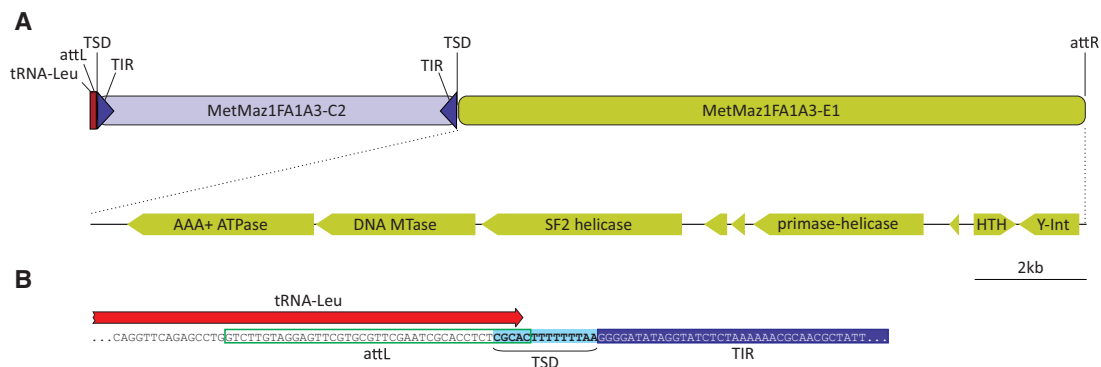 A
TSD
TSD
attR
attL
tRNA-Leu
TIR
TIR
MetMaz1FA1A3-C2
MetMaz1FA1A3-E1
AAA+ ATPase
DNA MTase
SF2 helicase
primase-helicase
HTH
Y-Int
2kb
B
tRNA-Leu
...CAGGTTCAGAGCCTGGTCTTGTAGGAGTTCGTGCGTTCGAATCGCACCTCTCGCACTTTTTTTAAGGGGATATAGGTATCTCTAAAAAACGCAACGCTATT...
attL
TSD
TIR